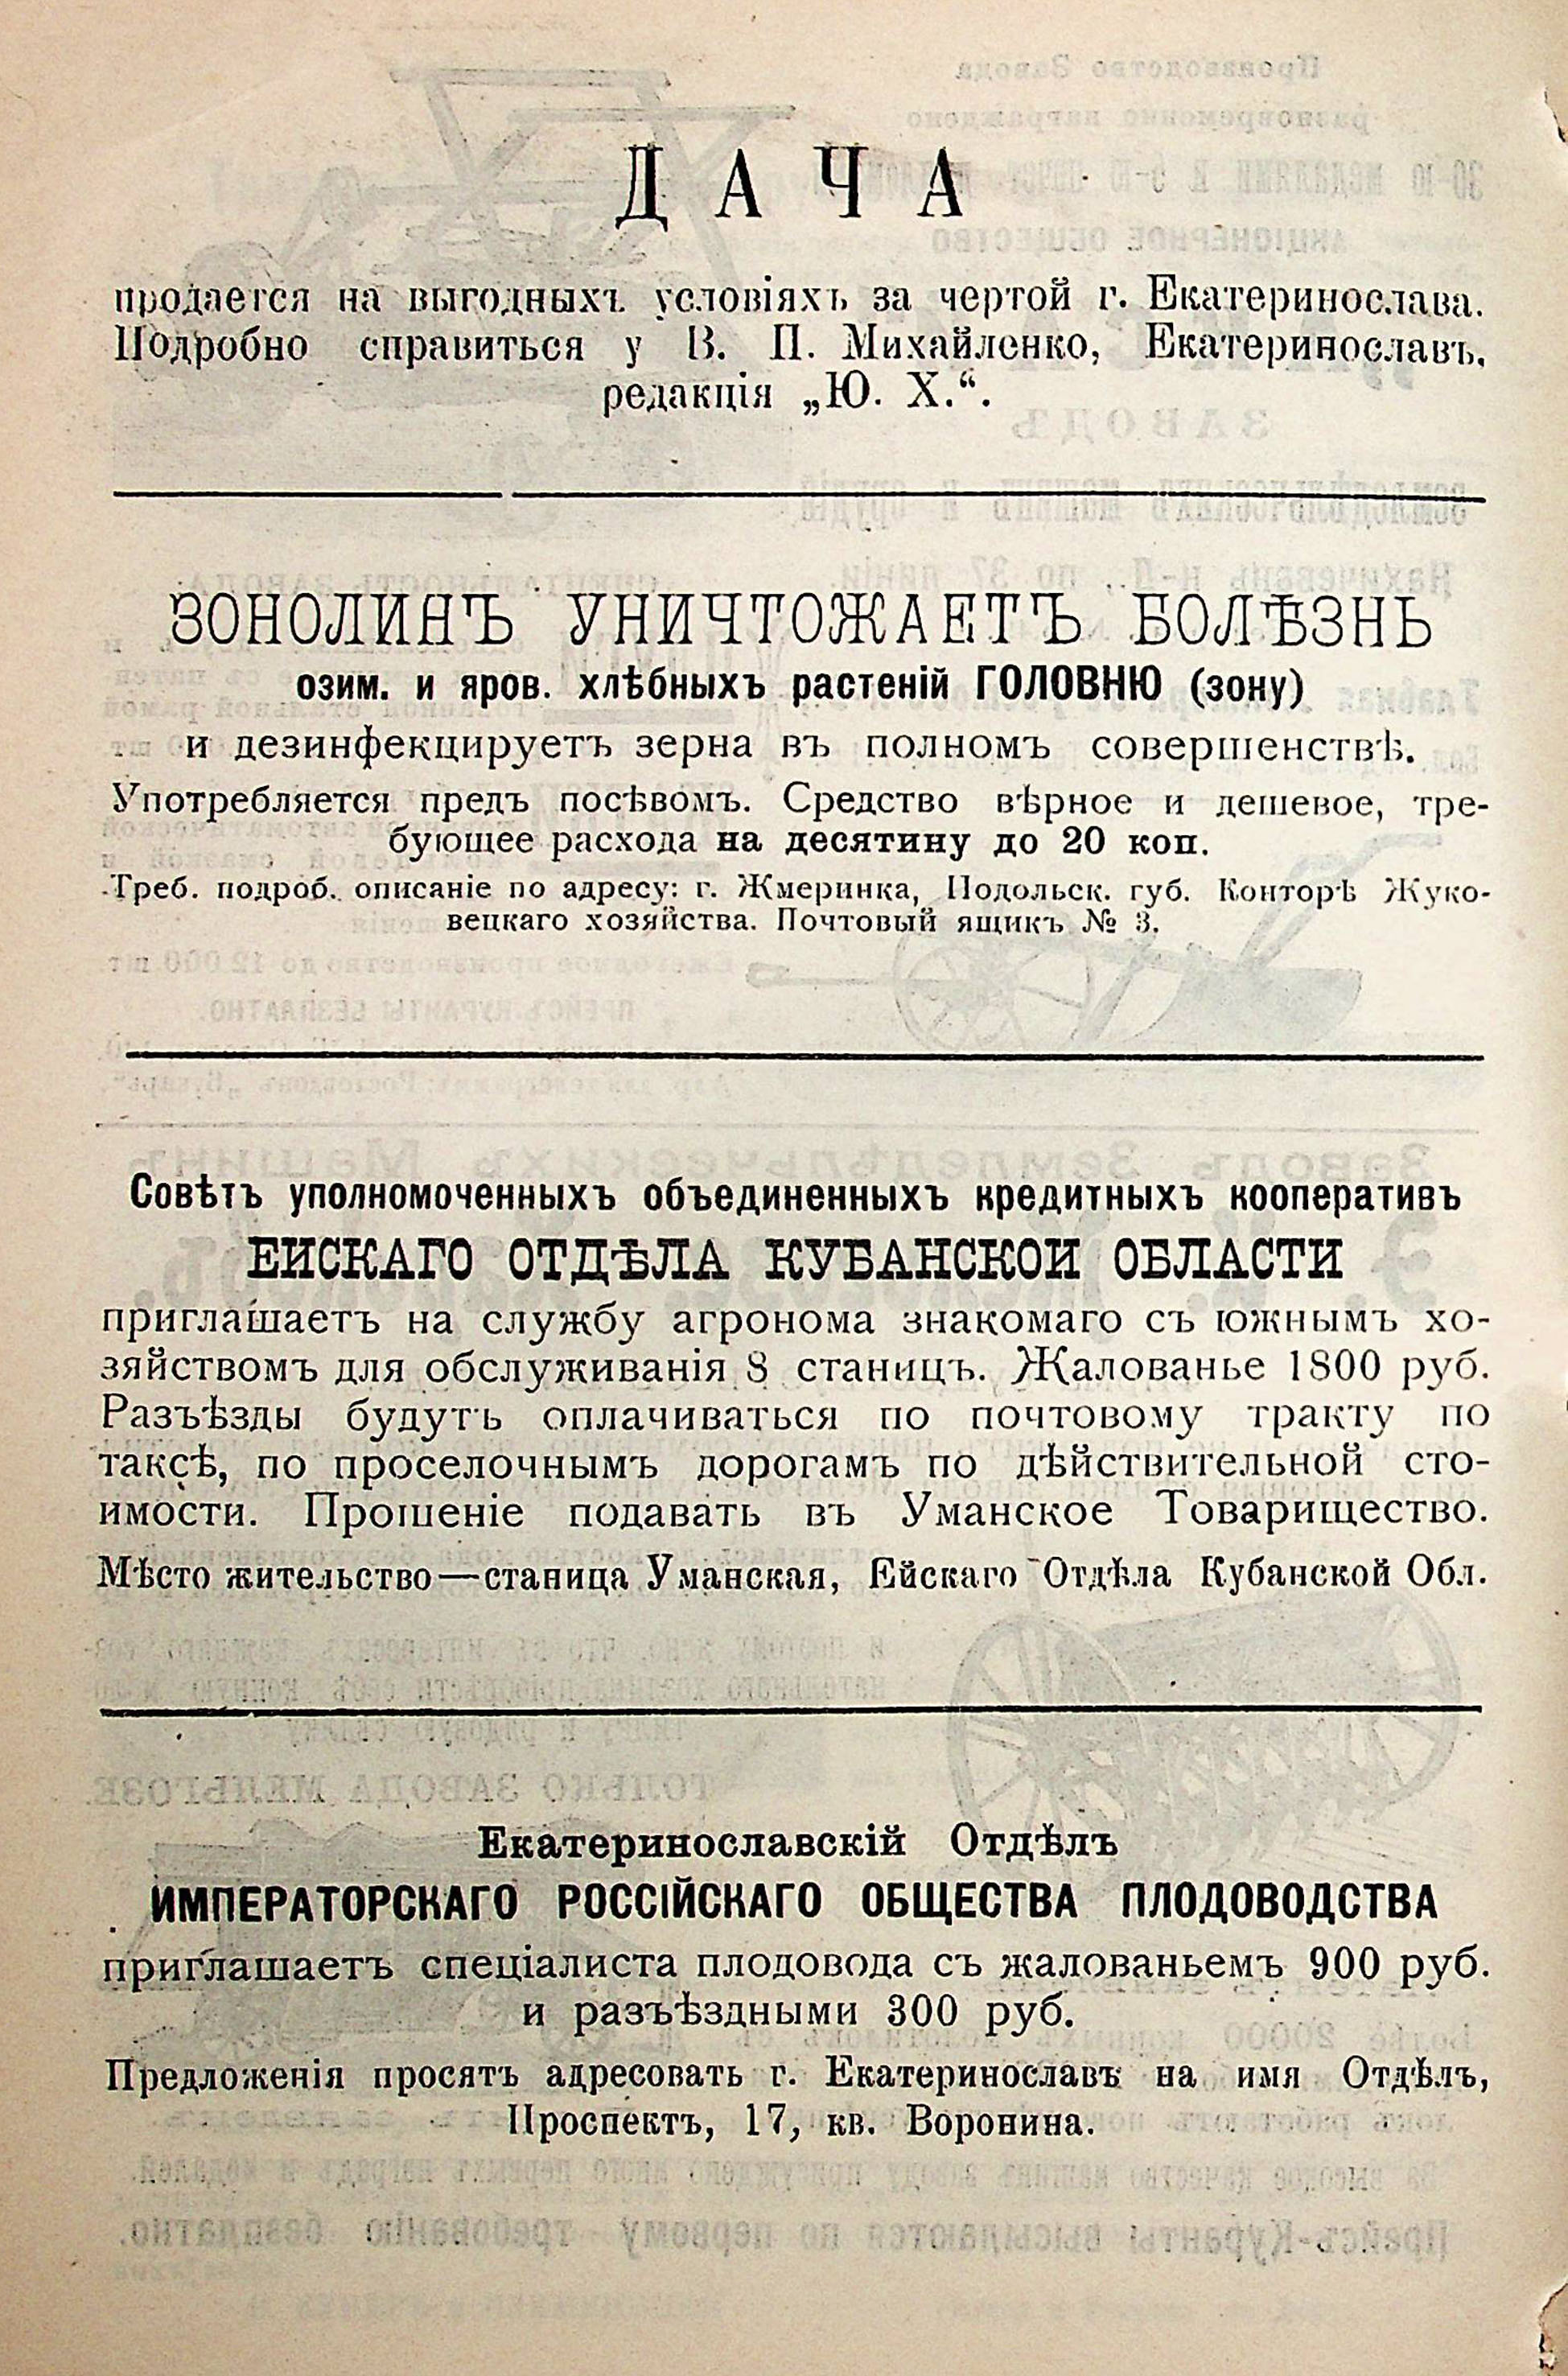 ДАЧА
продается на выгодныхъ условіяхъ за чертой г. Екатеринослава.
Подробно справиться у В. П. Михайленко, Екатеринославъ,
редакція „Ю. Х.“.
ЗОНОЛИНЪ УНИЧТОЖАЕТЪ БОЛѢЗНЬ
озим. и яров. хлѣбныхъ растеній ГОЛОВНЮ (зону)
и дезинфекцируетъ зерна въ полномъ совершенствѣ.
Употребляется предъ посѣвомъ. Средство вѣрное и дешевое, тре-
бующее расхода на десятину до 20 коп.
Треб. подроб. описаніе по адресу: г. Жмеринка, Подольск. губ. Конторѣ Жуко-
вецкаго хозяйства. Почтовый ящикъ № 3.
Совѣтъ уполномоченныхъ объединенныхъ кредитныхъ кооперативъ
ЕЙСКАГО ОТДѢЛА КУБАНСКОЙ ОБЛАСТИ
приглашаетъ на службу агронома знакомаго съ южнымъ хо-
зяйствомъ для обслуживанія 8 станицъ. Жалованье 1800 руб.
Разъѣзды будутъ оплачиваться по почтовому тракту по
таксѣ, по проселочнымъ дорогамъ по дѣйствительной сто-
имости. Прошеніе подавать въ Уманское Товарищество.
Мѣсто жительство—станица Уманская, Ейскаго Отдѣла Кубанской Обл.
Екатеринославскій Отдѣлъ
ИМПЕРАТОРСКАГО РОССІЙСКАГО ОБЩЕСТВА ПЛОДОВОДСТВА
приглашаетъ спеціалиста плодовода съ жалованьемъ 900 руб.
и разъѣздными 300 руб.
Предложенія просятъ адресовать г. Екатеринославъ на имя Отдѣлъ,
Проспектъ, 17, кв. Воронина.